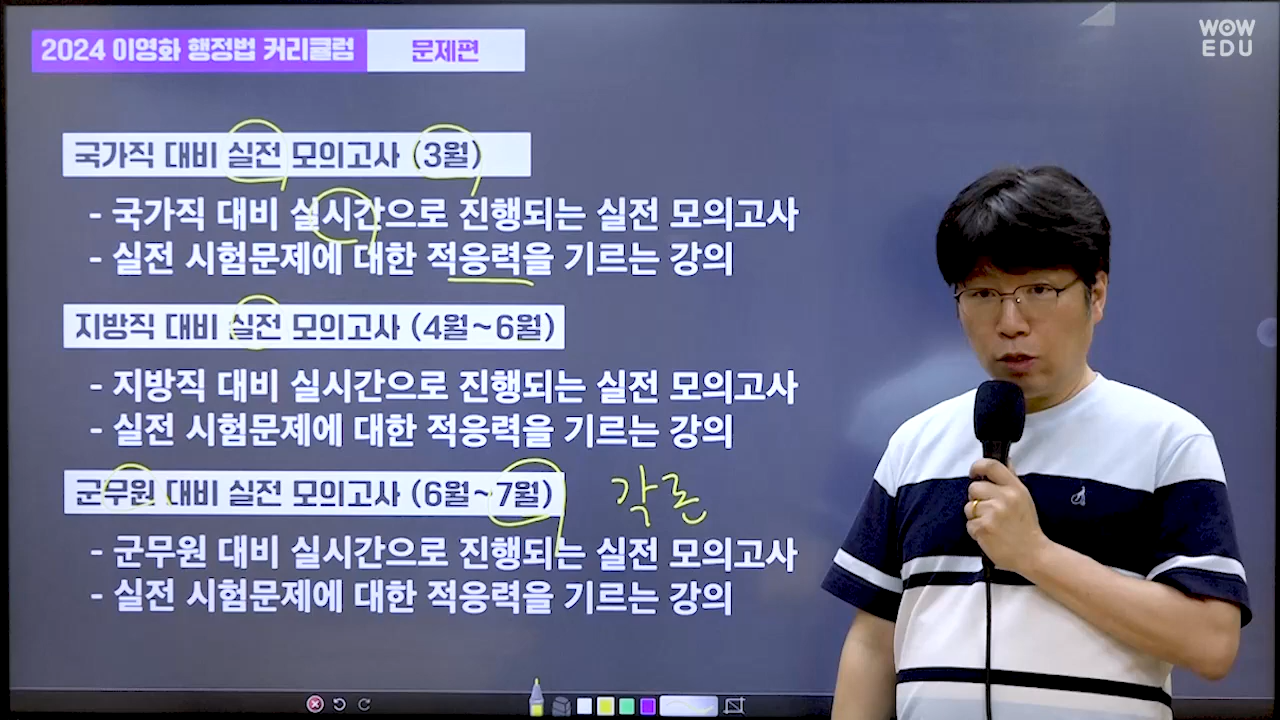 2024 이영화 행정법 커리큘럼 문제편
WOW
EDU
국가직 대비 실전 모의고사 (3월)
- 국가직 대비 실시간으로 진행되는 실전 모의고사
- 실전 시험문제에 대한 적응력을 기르는 강의
지방직 대비 실전 모의고사 (4월~6월)
- 지방직 대비 실시간으로 진행되는 실전 모의고사
- 실전 시험문제에 대한 적응력을 기르는 강의
군무원 대비 실전 모의고사 (6월~7월) 각론
- 군무원 대비 실시간으로 진행되는 실전 모의고사
- 실전 시험문제에 대한 적응력을 기르는 강의